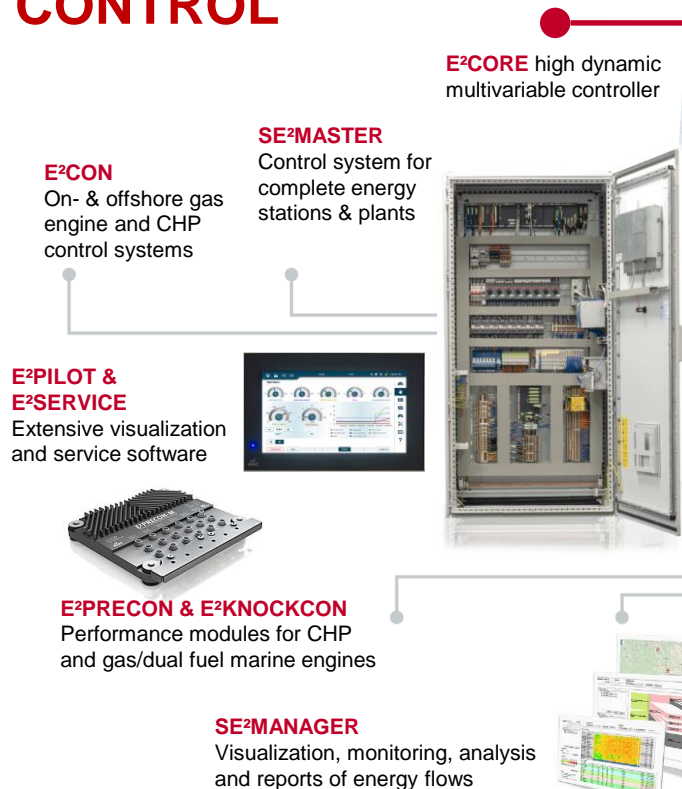 CONTROL
E²CORE high dynamic
multivariable controller
SE²MASTER
Control system for
complete energy
stations & plants
E²CON
On- & offshore gas
engine and CHP
control systems
E²PILOT &
E²SERVICE
Extensive visualization
and service software
E²PRECON-M
E²PRECON & E²KNOCKCON
Performance modules for CHP
and gas/dual fuel marine engines
SE²MANAGER
Visualization, monitoring, analysis
and reports of energy flows